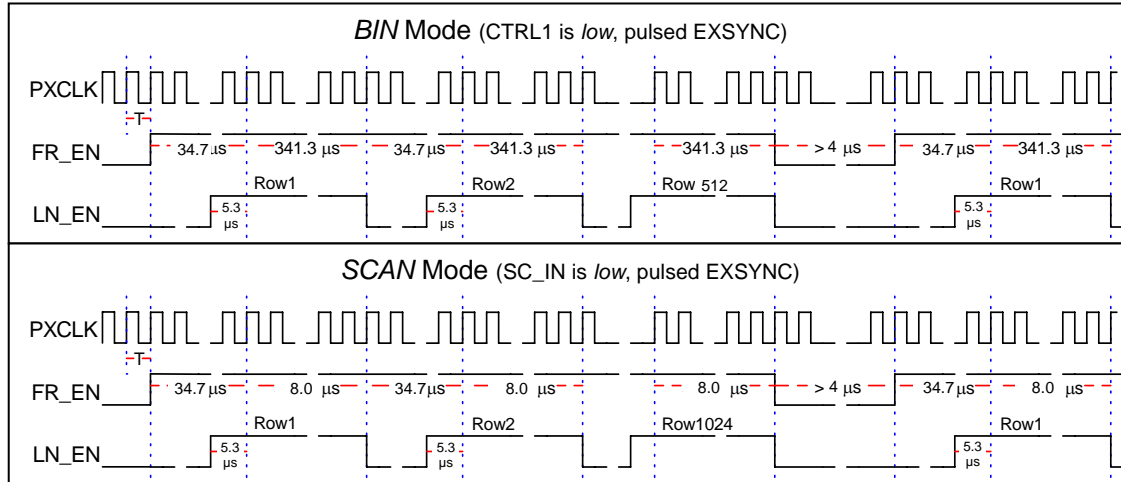 BIN Mode (CTRL1 is low, pulsed EXSYNC)
PXCLK
T
FR_EN
34.7 µs 341.3 µs 34.7 µs 341.3 µs 341.3 µs > 4 µs 34.7 µs 341.3 µs
Row1 Row2 Row 512 Row1
LN_EN
5.3 µs 5.3 µs 5.3 µs
SCAN Mode (SC_IN is low, pulsed EXSYNC)
PXCLK
T
FR_EN
34.7 µs 8.0 µs 34.7 µs 8.0 µs 8.0 µs > 4 µs 34.7 µs 8.0 µs
Row1 Row2 Row1024 Row1
LN_EN
5.3 µs 5.3 µs 5.3 µs